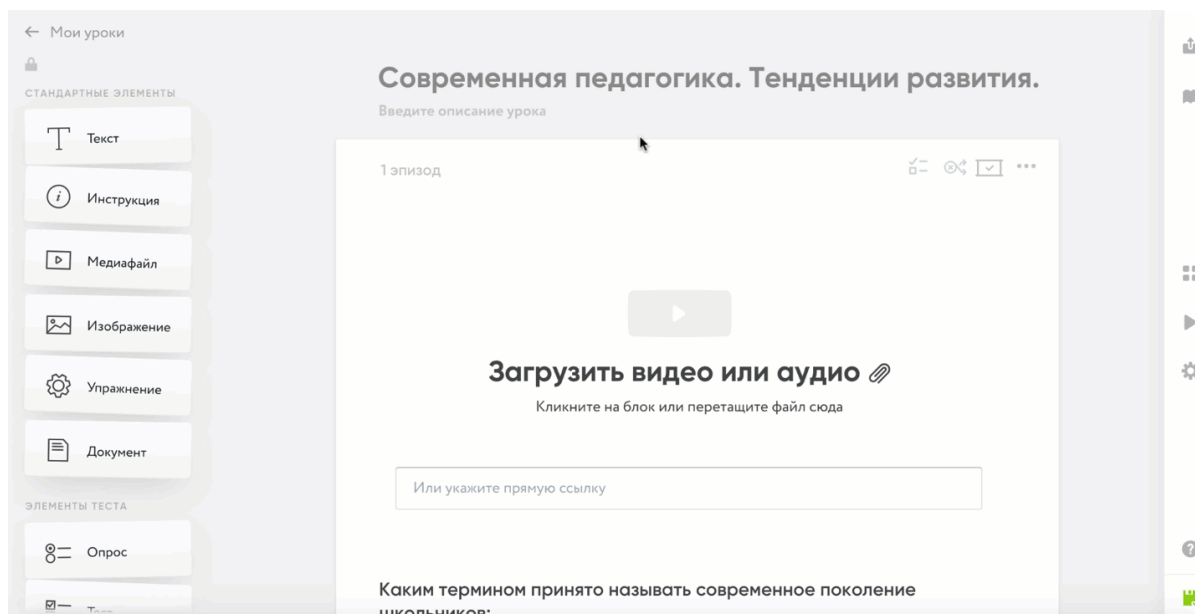 Мои уроки
СТАНДАРТНЫЕ ЭЛЕМЕНТЫ
Текст
Инструкция
Медиафайл
Изображение
Упражнение
Документ
ЭЛЕМЕНТЫ ТЕСТА
Опрос
Тест
Современная педагогика. Тенденции развития.
Введите описание урока
1 эпизод
Загрузить видео или аудио
Кликните на блок или перетащите файл сюда
Или укажите прямую ссылку
Каким термином принято называть современное поколение
школьников: